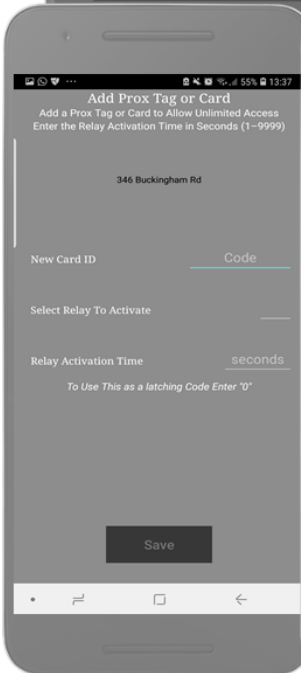 55% 13:37
Add Prox Tag or Card
Add a Prox Tag or Card to Allow Unlimited Access
Enter the Relay Activation Time in Seconds (1–9999)
346 Buckingham Rd
New Card ID Code
Select Relay To Activate
Relay Activation Time seconds
To Use This as a latching Code Enter "0"
Save